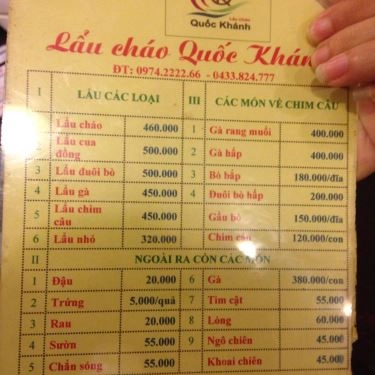 Lẩu Cháo
Quốc Khánh
Lẩu cháo Quốc Khán
ĐT: 0974.2222.66 - 0433.824.777
I LẨU CÁC LOẠI III CÁC MÓN VỀ CHIM CÂU
Lẩu cháo 460.000 1 Gà rang muối 400.000
Lẩu cua đồng 500.000 2 Gà hấp 400.000
3 Lẩu đuôi bò 500.000 3 Bò hấp 180.000/đĩa
4 Lẩu gà 450.000 4 Đuôi bò hấp 200.000
5 Lẩu chim câu 450.000 Gầu bò 150.000/đĩa
6 Lẩu nhỏ 320.000 Chim câu 120.000/con
II NGOÀI RA CÒN CÁC MÓN
1 Đậu 20.000 6 Gà 380.000/con
2 Trứng 5.000/quả 7 Tim cật 55.000
3 Rau 20.000 8 Lòng 60.000
4 Sườn 55.000 9 Ngô chiên 45.000
5 Chân sóng 55.000 Khoai chiên 45.000